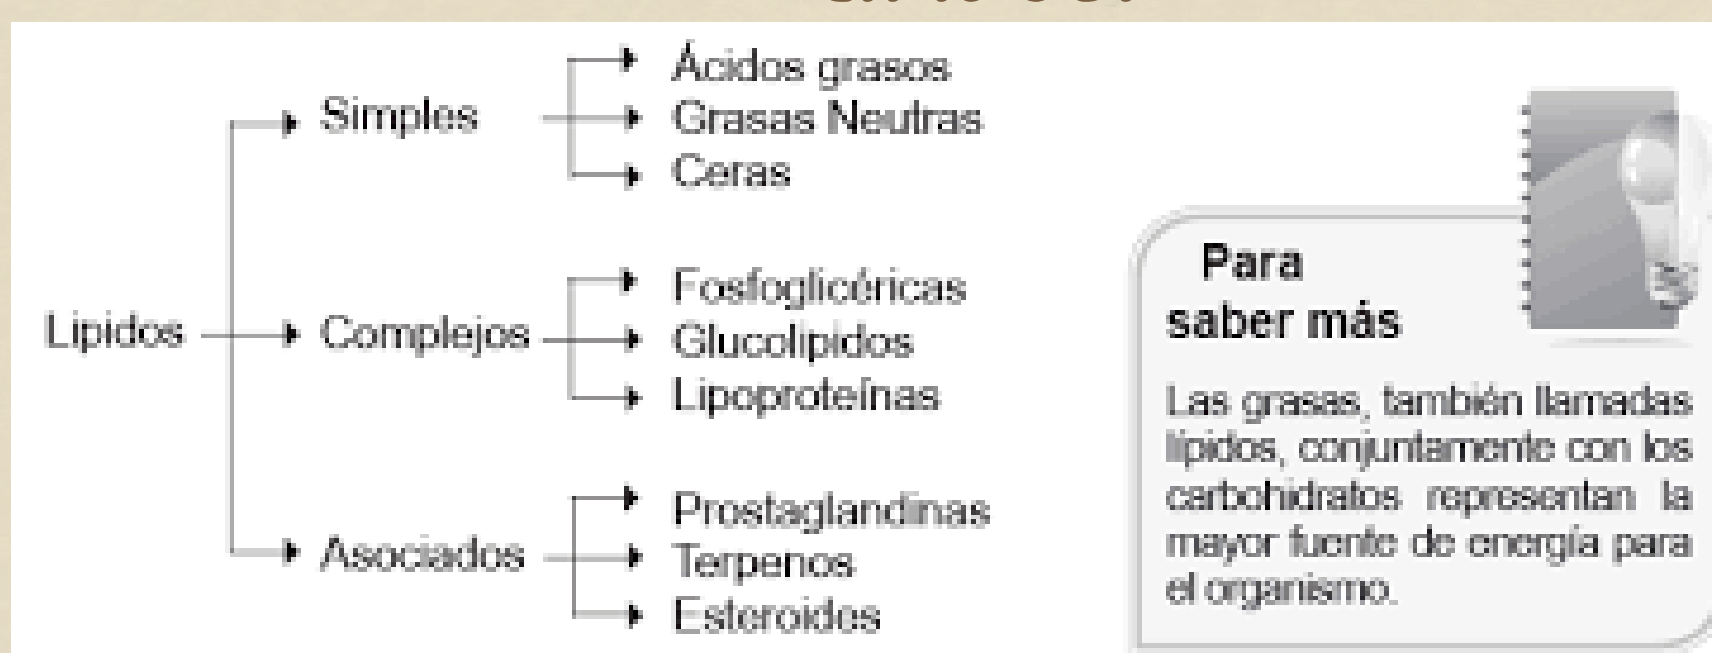 Lipidos
Simples
Ácidos grasos
Grasas Neutras
Ceras
Complejos
Fosfoglicéricas
Glucolipidos
Lipoproteínas
Asociados
Prostaglandinas
Terpenos
Esteroides
Para
saber más
Las grasas, también llamadas
lípidos, conjuntamente con los
carbohidratos representan la
mayor fuente de energía para
el organismo.